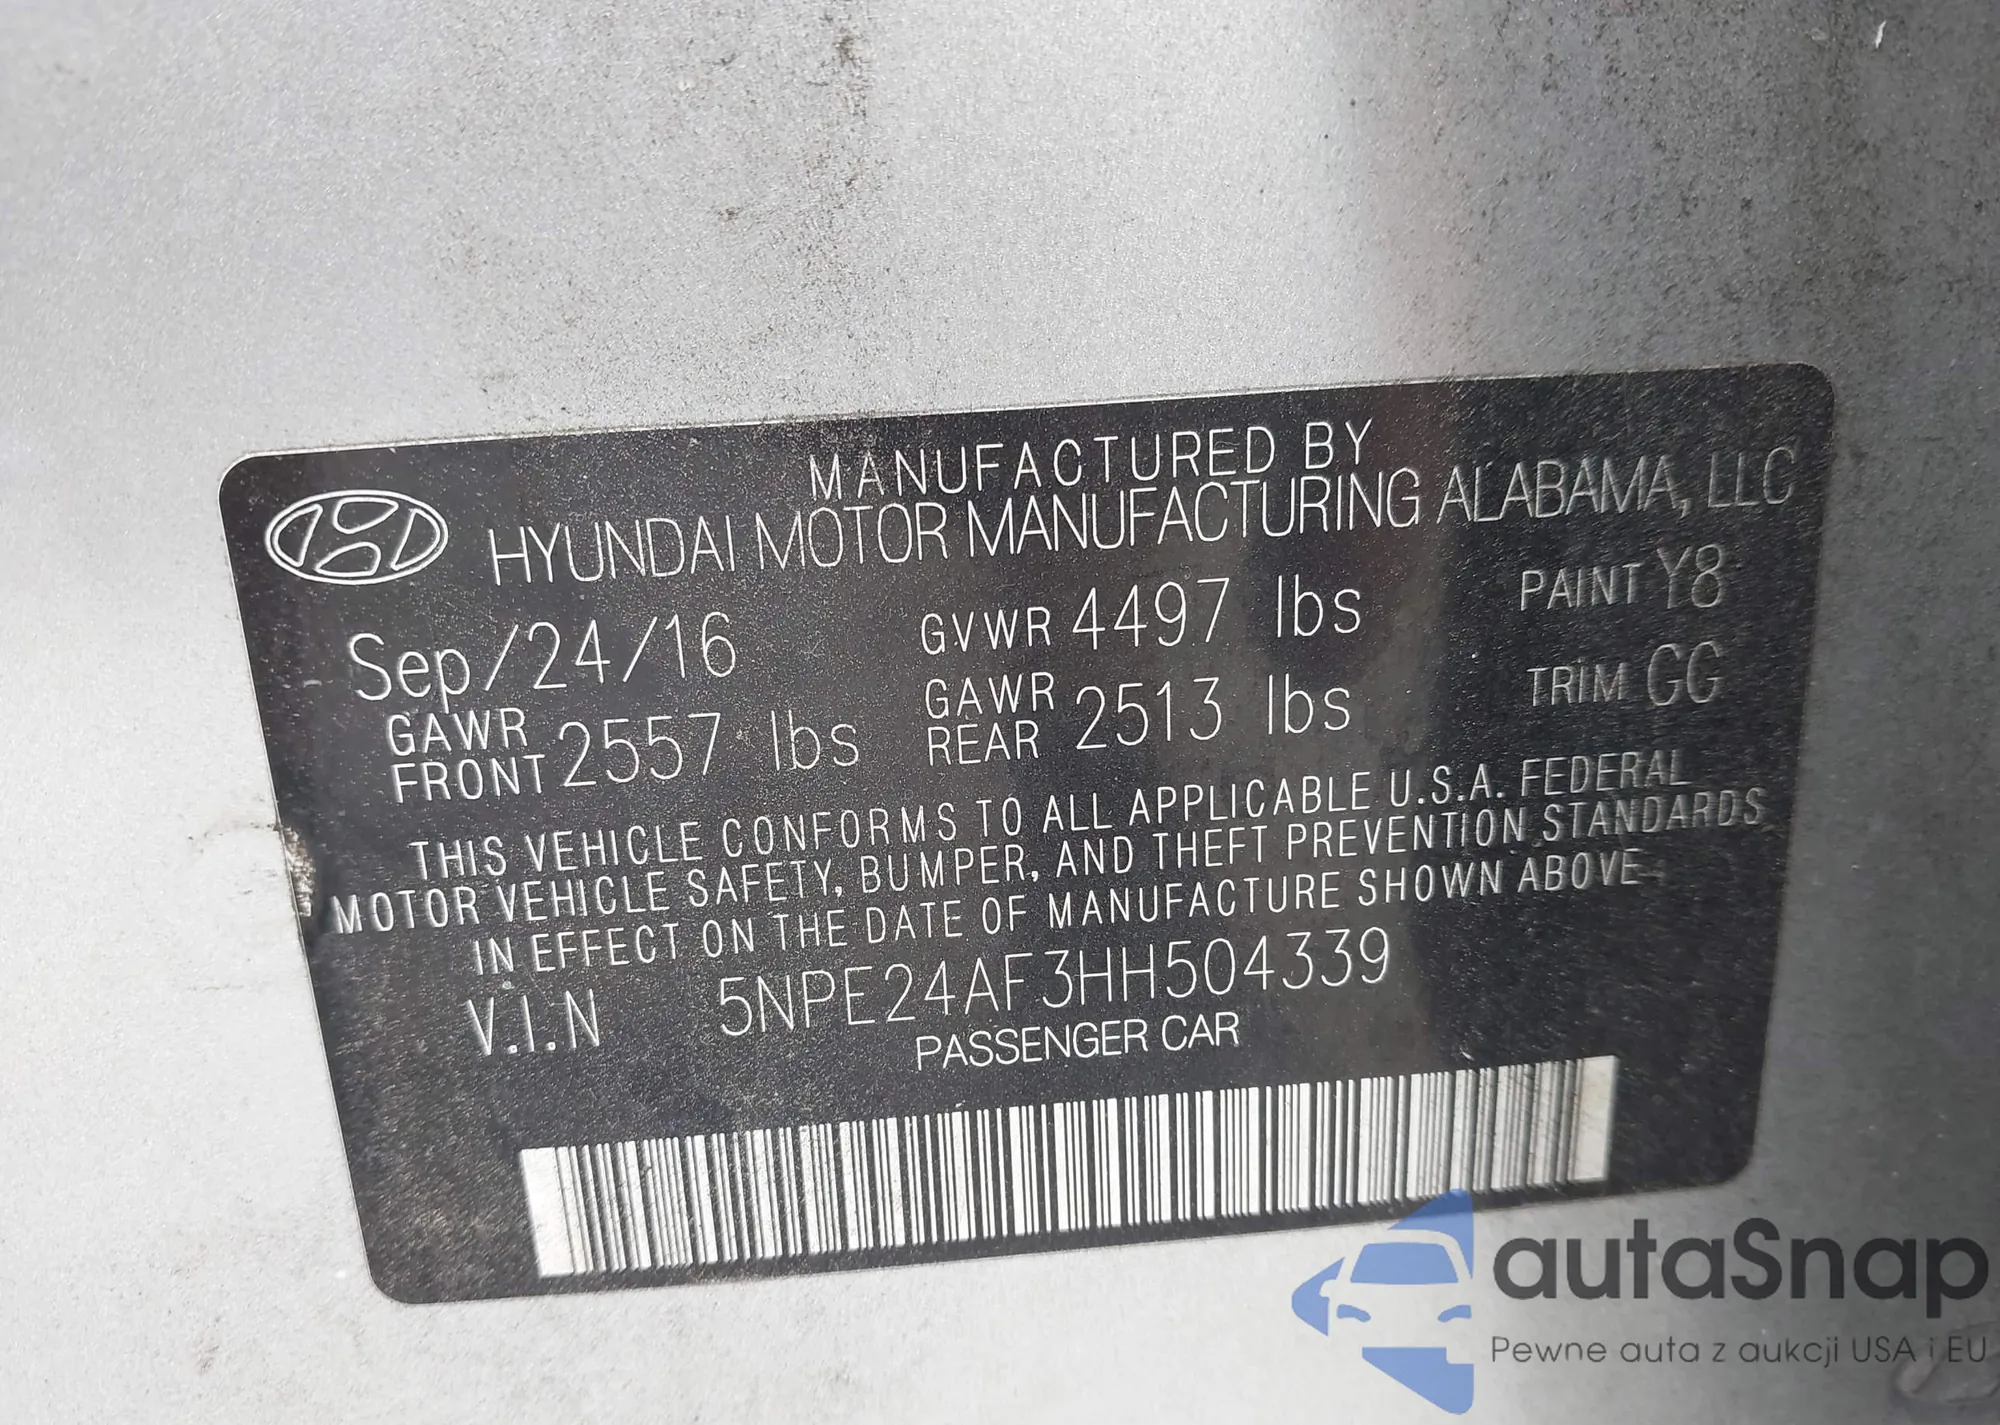 MANUFACTURED BY
HYUNDAI MOTOR MANUFACTURING ALABAMA, LLC
Sep/24/16 GVWR 4497 lbs PAINT Y8
GAWR FRONT 2557 lbs GAWR REAR 2513 lbs TRIM GG
THIS VEHICLE CONFORMS TO ALL APPLICABLE U.S.A. FEDERAL
MOTOR VEHICLE SAFETY, BUMPER, AND THEFT PREVENTION STANDARDS
IN EFFECT ON THE DATE OF MANUFACTURE SHOWN ABOVE
V.I.N 5NPE24AF3HH504339
PASSENGER CAR
autaSnap
Pewne auta z aukcji USA i EU